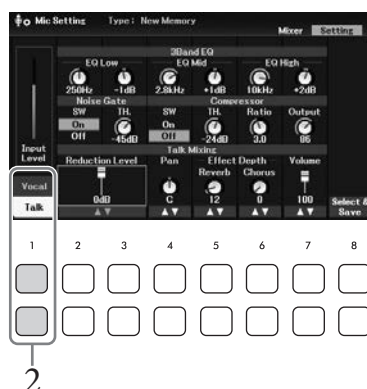 Mic Setting Type : New Memory
Mixer Setting
3Band EQ
EQ Low EQ Mid EQ High
250Hz -1dB 2.8kHz +1dB 10kHz +2dB
Noise Gate Compressor
SW TH. SW TH. Ratio Output
On On
Off -45dB Off -24dB 3.0 86
Input
Level
Talk Mixing
Reduction Level Pan Effect Depth Volume
Reverb Chorus
Vocal
Talk
0dB C 12 0 100
Select &
Save
1 2 3 4 5 6 7 8
2